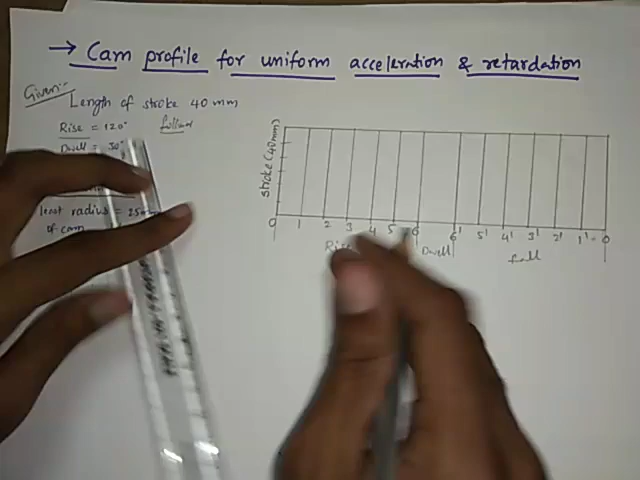 → Cam profile for uniform acceleration & retardation
Given:-
Length of stroke 40 mm
Rise = 120°
Dwell = 30°
least radius = 25
of cam
stroke (40mm)
0 1 2 3 4 5 6 6' 5' 4' 3' 2' 1' 0
Rise Dwell fall